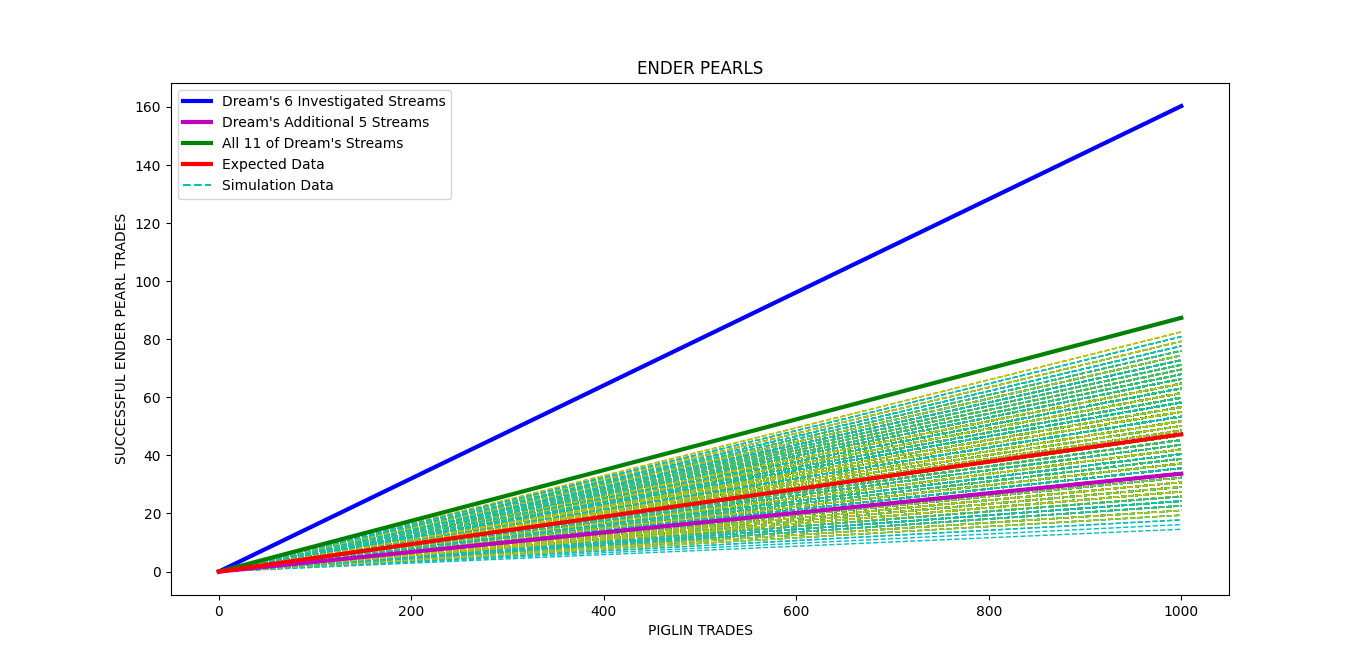 ENDER PEARLS
Dream's 6 Investigated Streams
Dream's Additional 5 Streams
All 11 of Dream's Streams
Expected Data
Simulation Data
SUCCESSFUL ENDER PEARL TRADES
160
140
120
100
80
60
40
20
0
0 200 400 600 800 1000
PIGLIN TRADES